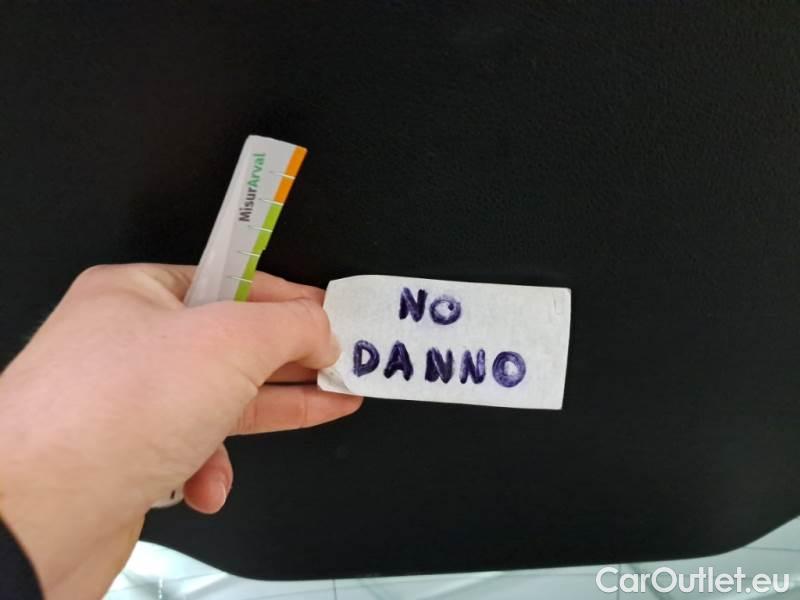 MisurArval
NO
DANNO
CarOutlet.eu